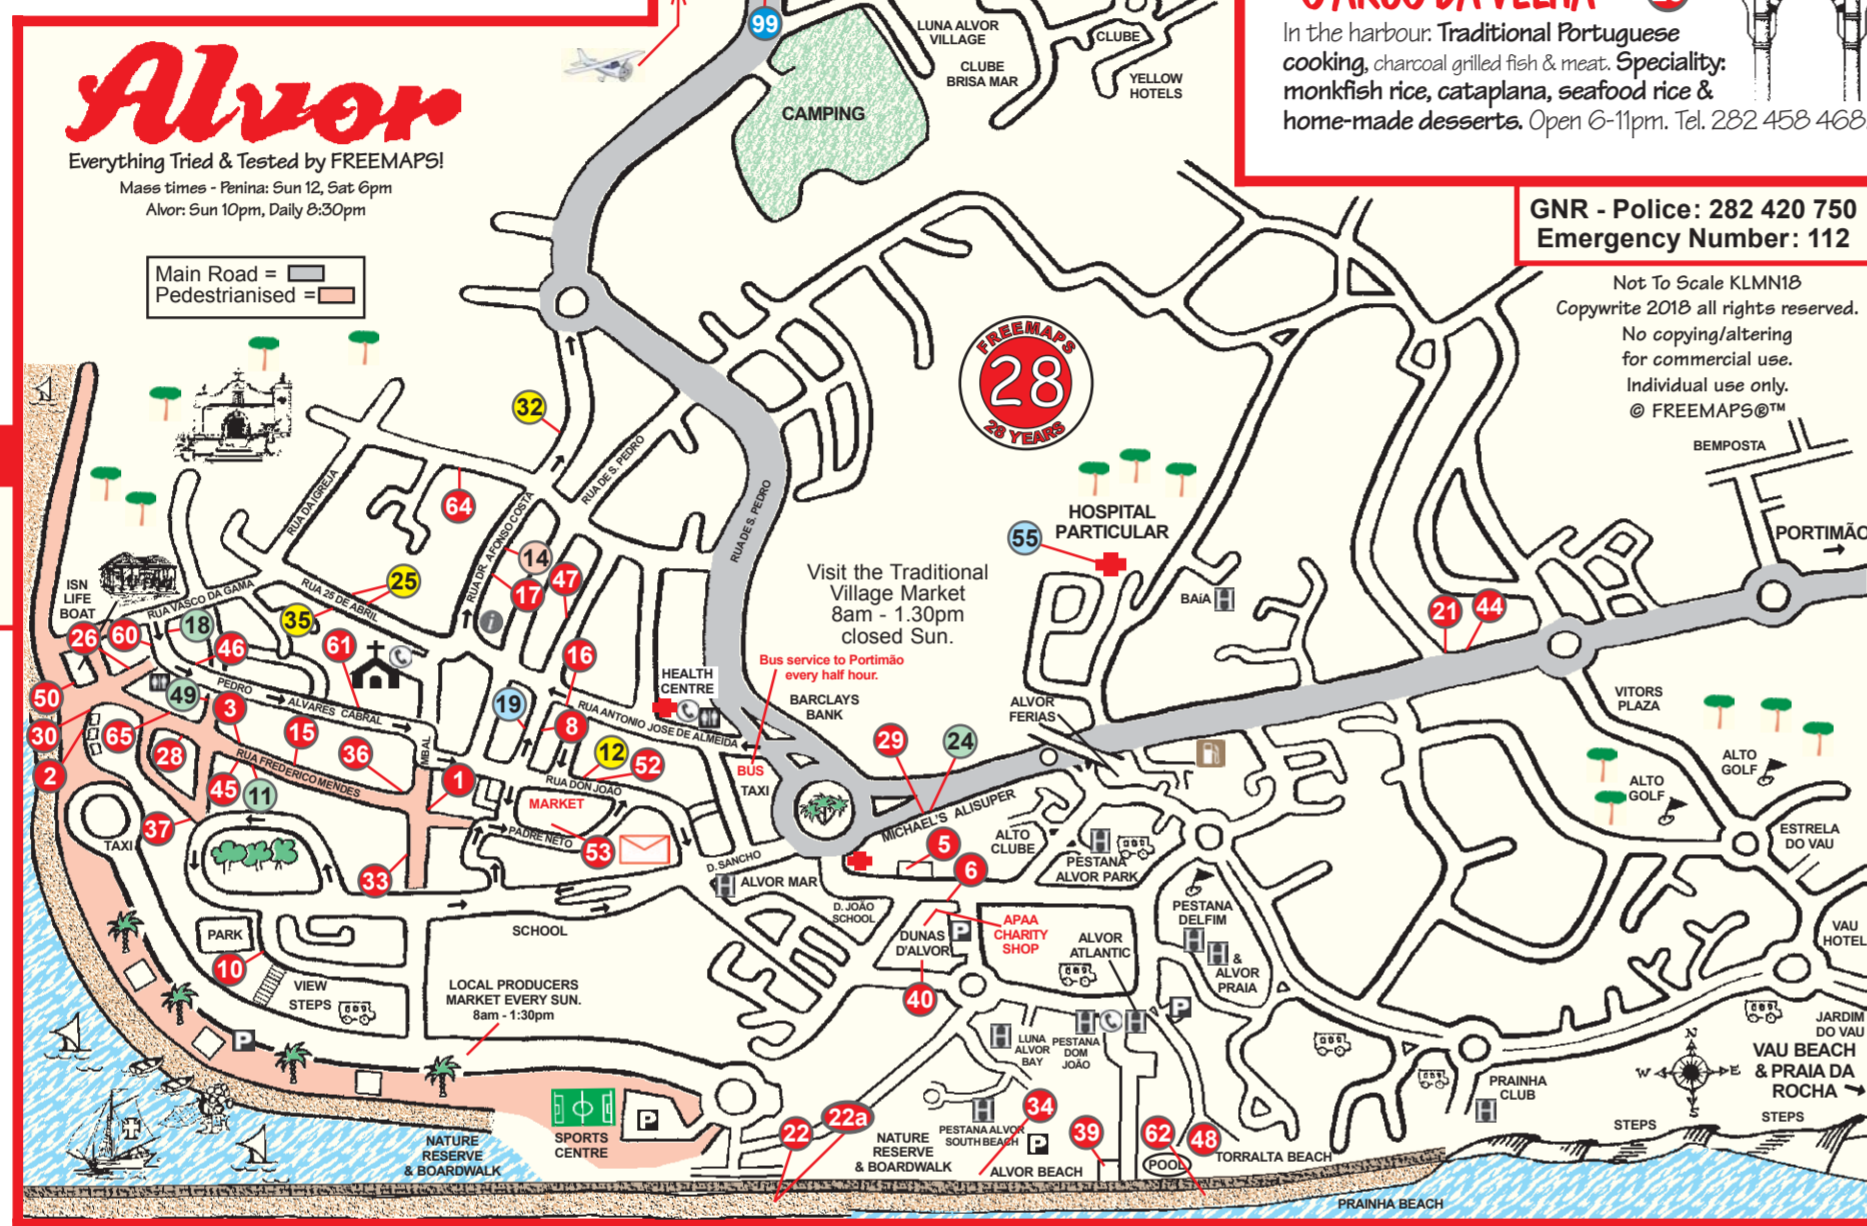 99
LUNA ALVOR
VILLAGE
CLUBE
BRISA MAR
CLUBE
YELLOW
HOTELS
CAMPING
In the harbour. Traditional Portuguese
cooking, charcoal grilled fish & meat. Speciality:
monkfish rice, cataplana, seafood rice &
home-made desserts. Open 6-11pm. Tel. 282 458 468
Alvor
Everything Tried & Tested by FREEMAPS!
Mass times - Penina: Sun 12, Sat 6pm
Alvor: Sun 10pm, Daily 8:30pm
Main Road =
Pedestrianised =
GNR - Police: 282 420 750
Emergency Number: 112
Not To Scale KLMN18
Copywrite 2018 all rights reserved.
No copying/altering
for commercial use.
Individual use only.
© FREEMAPS®™
FREEMAPS
28
28 YEARS
BEMPOSTA
PORTIMÃO
32
64
RUA DA IGREJA
RUA DE S. PEDRO
RUA DR. AFONSO COSTA
RUA DE S. PEDRO
14
17
47
HOSPITAL
PARTICULAR
55
BAíA
H
Visit the Traditional
Village Market
8am - 1.30pm
closed Sun.
Bus service to Portimão
every half hour.
BARCLAYS
BANK
ISN
LIFE
BOAT
RUA VASCO DA GAMA
RUA 25 DE ABRIL
25
35
18
26
60
46
61
i
16
HEALTH
CENTRE
50
49
3
PEDRO
ALVARES CABRAL
19
8
RUA ANTONIO JOSE DE ALMEIDA
30
65
28
15
36
MBAL
1
12
52
2
45
11
RUA FREDERICO MENDES
RUA DON JOÃO
BUS
TAXI
37
TAXI
MARKET
PADRE NETO
53
33
29
24
ALVOR
FERIAS
MICHAEL'S ALISUPER
21
44
VITORS
PLAZA
ALTO
GOLF
ALTO
GOLF
ESTRELA
DO VAU
5
6
ALTO
CLUBE
H
PESTANA
ALVOR PARK
D. SANCHO
H
ALVOR MAR
D. JOÃO
SCHOOL
PESTANA
DELFIM
H
H
&
ALVOR
PRAIA
PARK
10
VIEW
STEPS
SCHOOL
DUNAS
D'ALVOR
P
APAA
CHARITY
SHOP
ALVOR
ATLANTIC
40
VAU
HOTEL
LOCAL PRODUCERS
MARKET EVERY SUN.
8am - 1:30pm
P
H
LUNA
ALVOR
BAY
H
H
PESTANA
DOM
JOÃO
P
JARDIM
DO VAU
VAU BEACH
& PRAIA DA
ROCHA
N
W
E
S
PRAINHA
CLUB
H
STEPS
STEPS
SPORTS
CENTRE
P
NATURE
RESERVE
& BOARDWALK
22
22a
NATURE
RESERVE
& BOARDWALK
H
PESTANA ALVOR
SOUTH BEACH
34
P
ALVOR BEACH
39
62
48
POOL
TORRALTA BEACH
PRAINHA BEACH